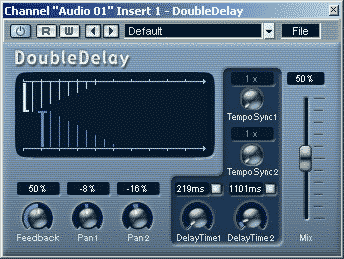 Channel "Audio 01" Insert 1 - DoubleDelay
R W Default File
DoubleDelay
1 x
50%
TempoSync1
1 x
TempoSync2
50% -8% -16% 219ms 1101ms
Feedback Pan1 Pan2 DelayTime1 DelayTime2 Mix